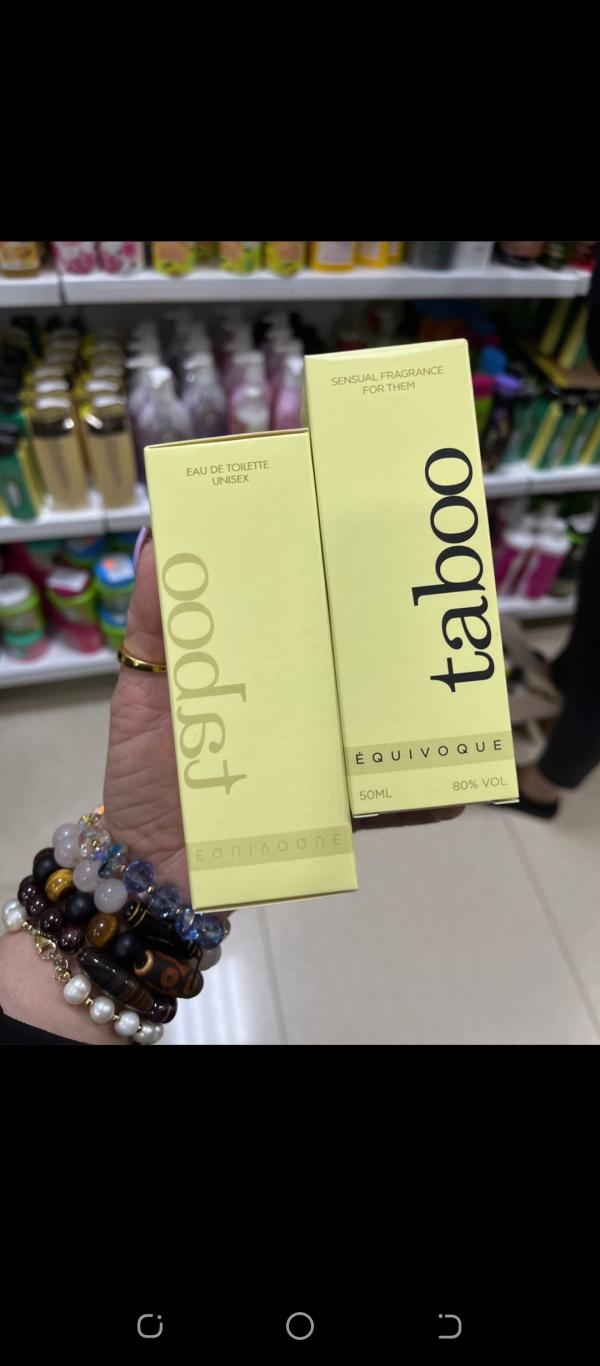 EAU DE TOILETTE
UNISEX
taboo
ÉQUIVOQUE
SENSUAL FRAGRANCE
FOR THEM
taboo
ÉQUIVOQUE
50ML 80% VOL